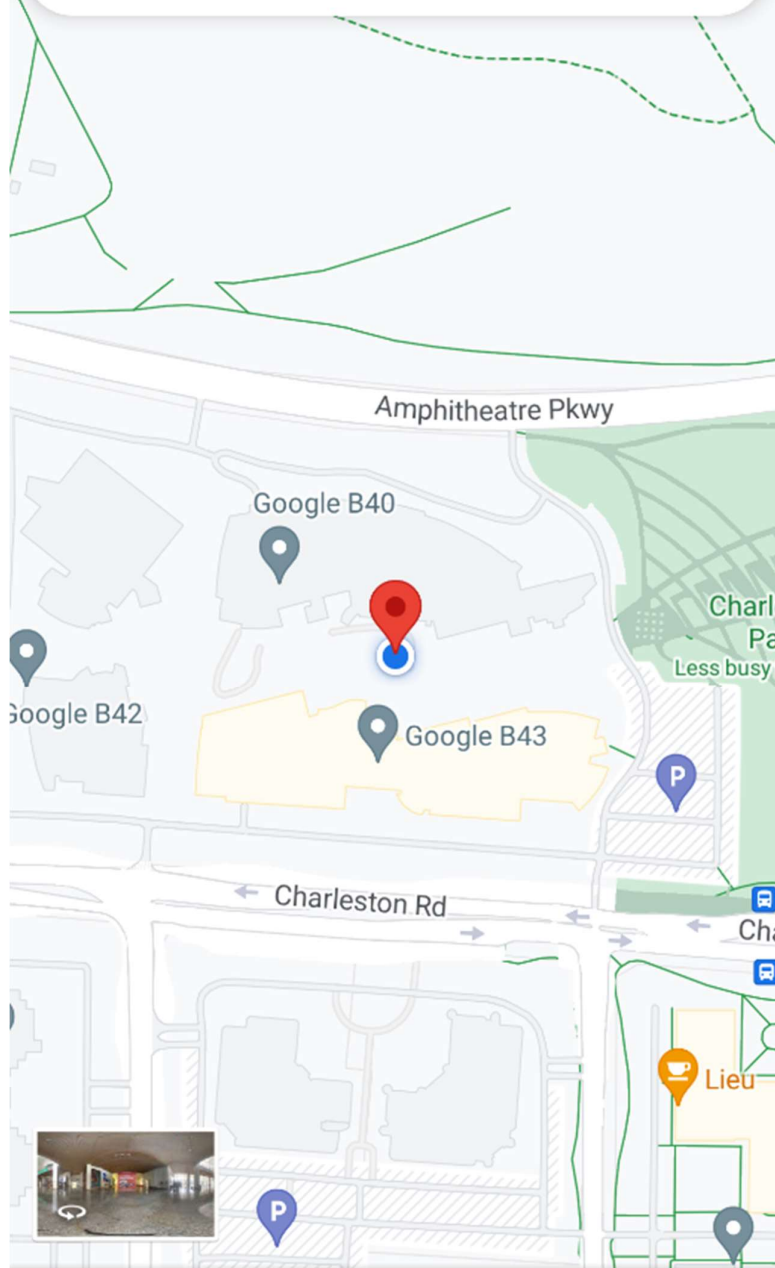 Amphitheatre Pkwy
Google B40
Charl
Pa
Less busy
Google B42
Google B43
P
Charleston Rd
Cha
Lieu
P